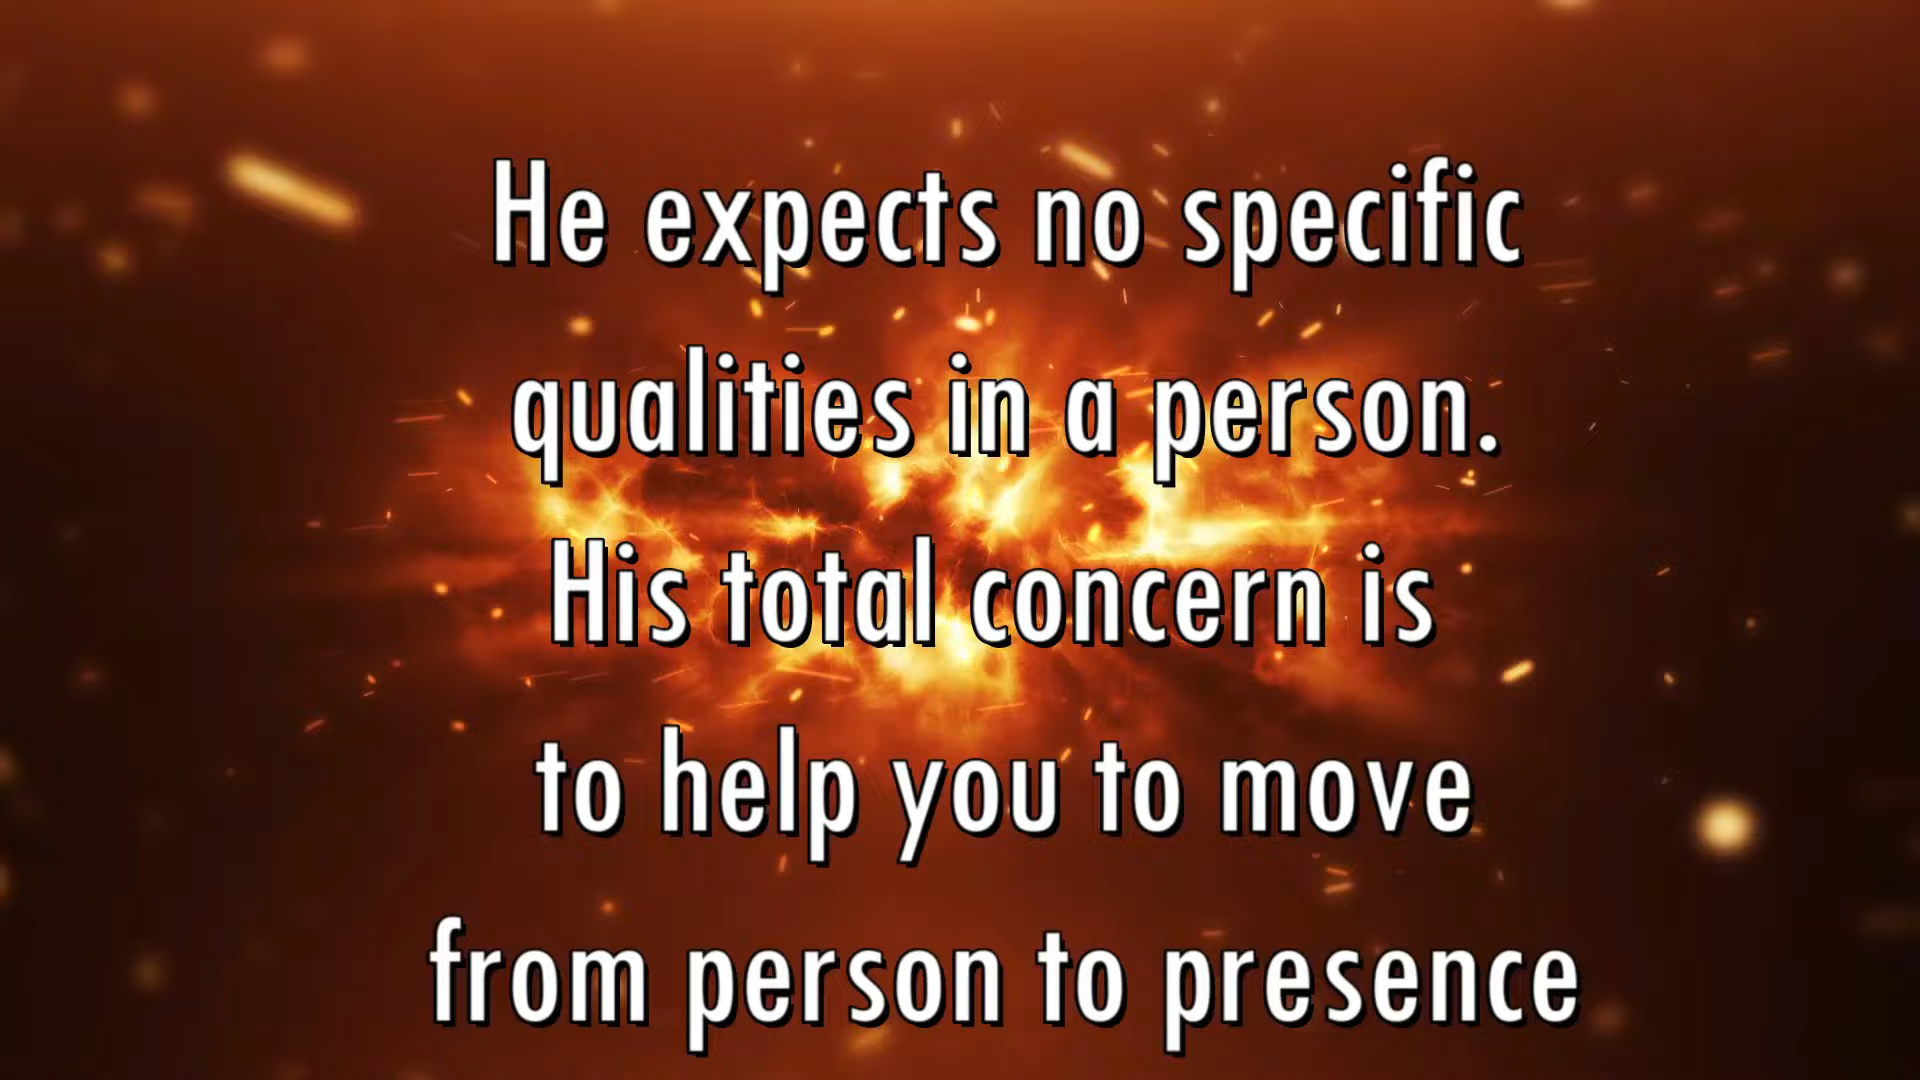 He expects no specific
qualities in a person.
His total concern is
to help you to move
from person to presence